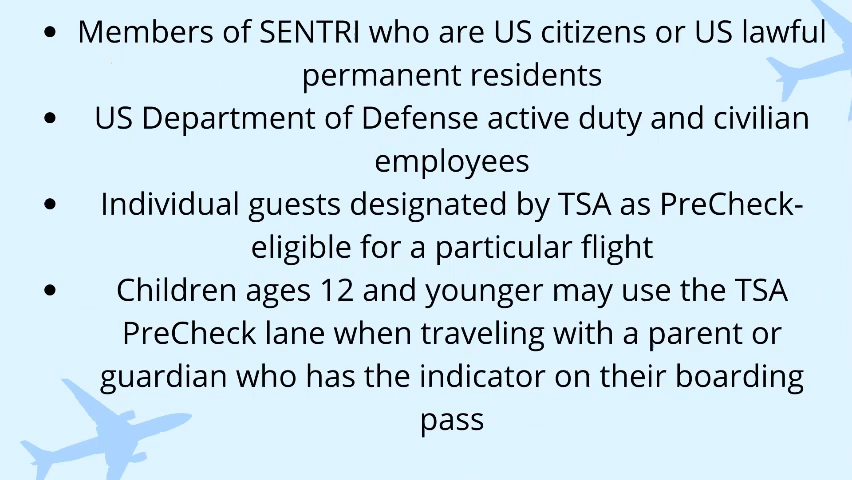 • Members of SENTRI who are US citizens or US lawful
permanent residents
• US Department of Defense active duty and civilian
employees
• Individual guests designated by TSA as PreCheck-
eligible for a particular flight
• Children ages 12 and younger may use the TSA
PreCheck lane when traveling with a parent or
guardian who has the indicator on their boarding
pass